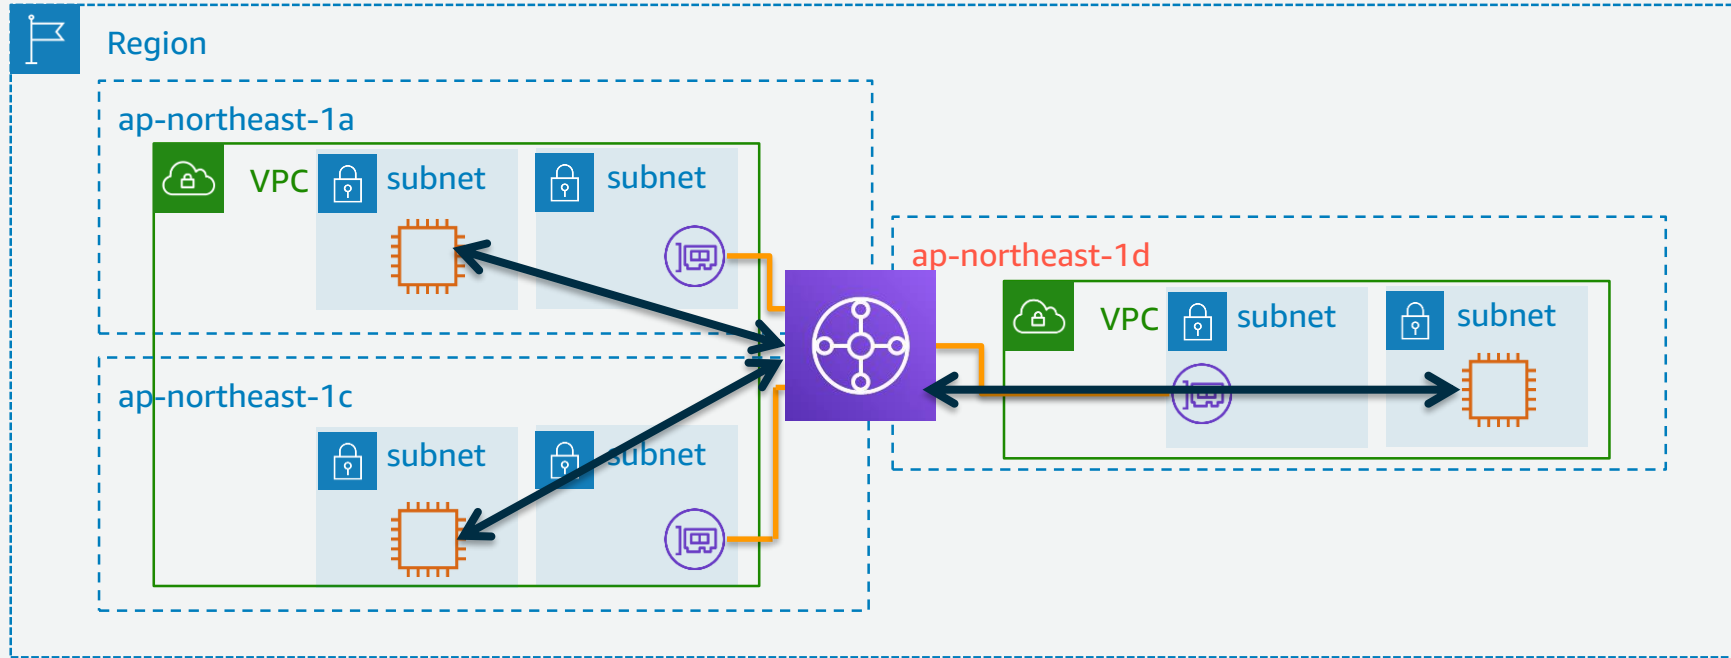 Region
ap-northeast-1a
VPC
subnet
subnet
ap-northeast-1c
subnet
subnet
ap-northeast-1d
VPC
subnet
subnet